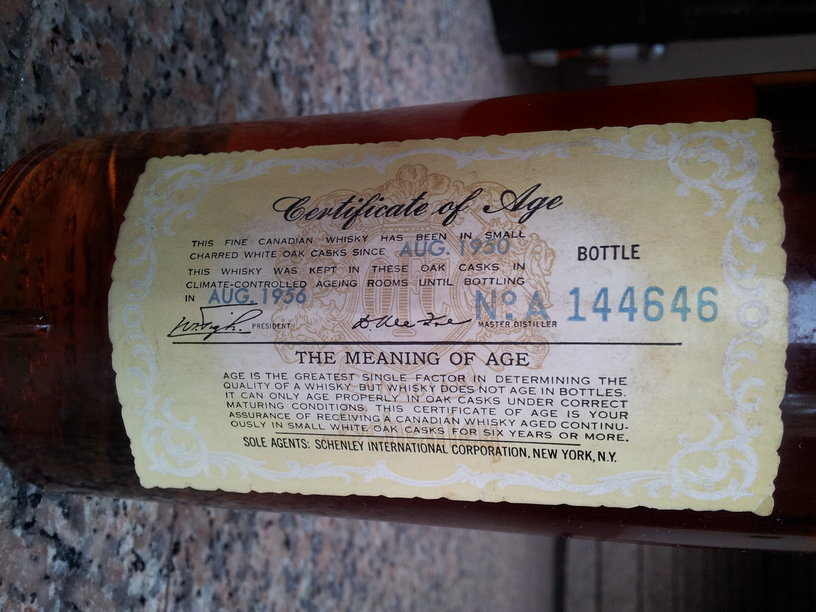 Certificate of Age
THIS FINE CANADIAN WHISKY HAS BEEN IN SMALL
CHARRED WHITE OAK CASKS SINCE AUG. 1950
THIS WHISKY WAS KEPT IN THESE OAK CASKS IN
CLIMATE-CONTROLLED AGEING ROOMS UNTIL BOTTLING
IN AUG. 1956
BOTTLE
No. A 144646
PRESIDENT
MASTER DISTILLER
THE MEANING OF AGE
AGE IS THE GREATEST SINGLE FACTOR IN DETERMINING THE
QUALITY OF A WHISKY, BUT WHISKY DOES NOT AGE IN BOTTLES.
IT CAN ONLY AGE PROPERLY IN OAK CASKS UNDER CORRECT
MATURING CONDITIONS. THIS CERTIFICATE OF AGE IS YOUR
ASSURANCE OF RECEIVING A CANADIAN WHISKY AGED CONTINU-
OUSLY IN SMALL WHITE OAK CASKS FOR SIX YEARS OR MORE.
SOLE AGENTS: SCHENLEY INTERNATIONAL CORPORATION, NEW YORK, N.Y.